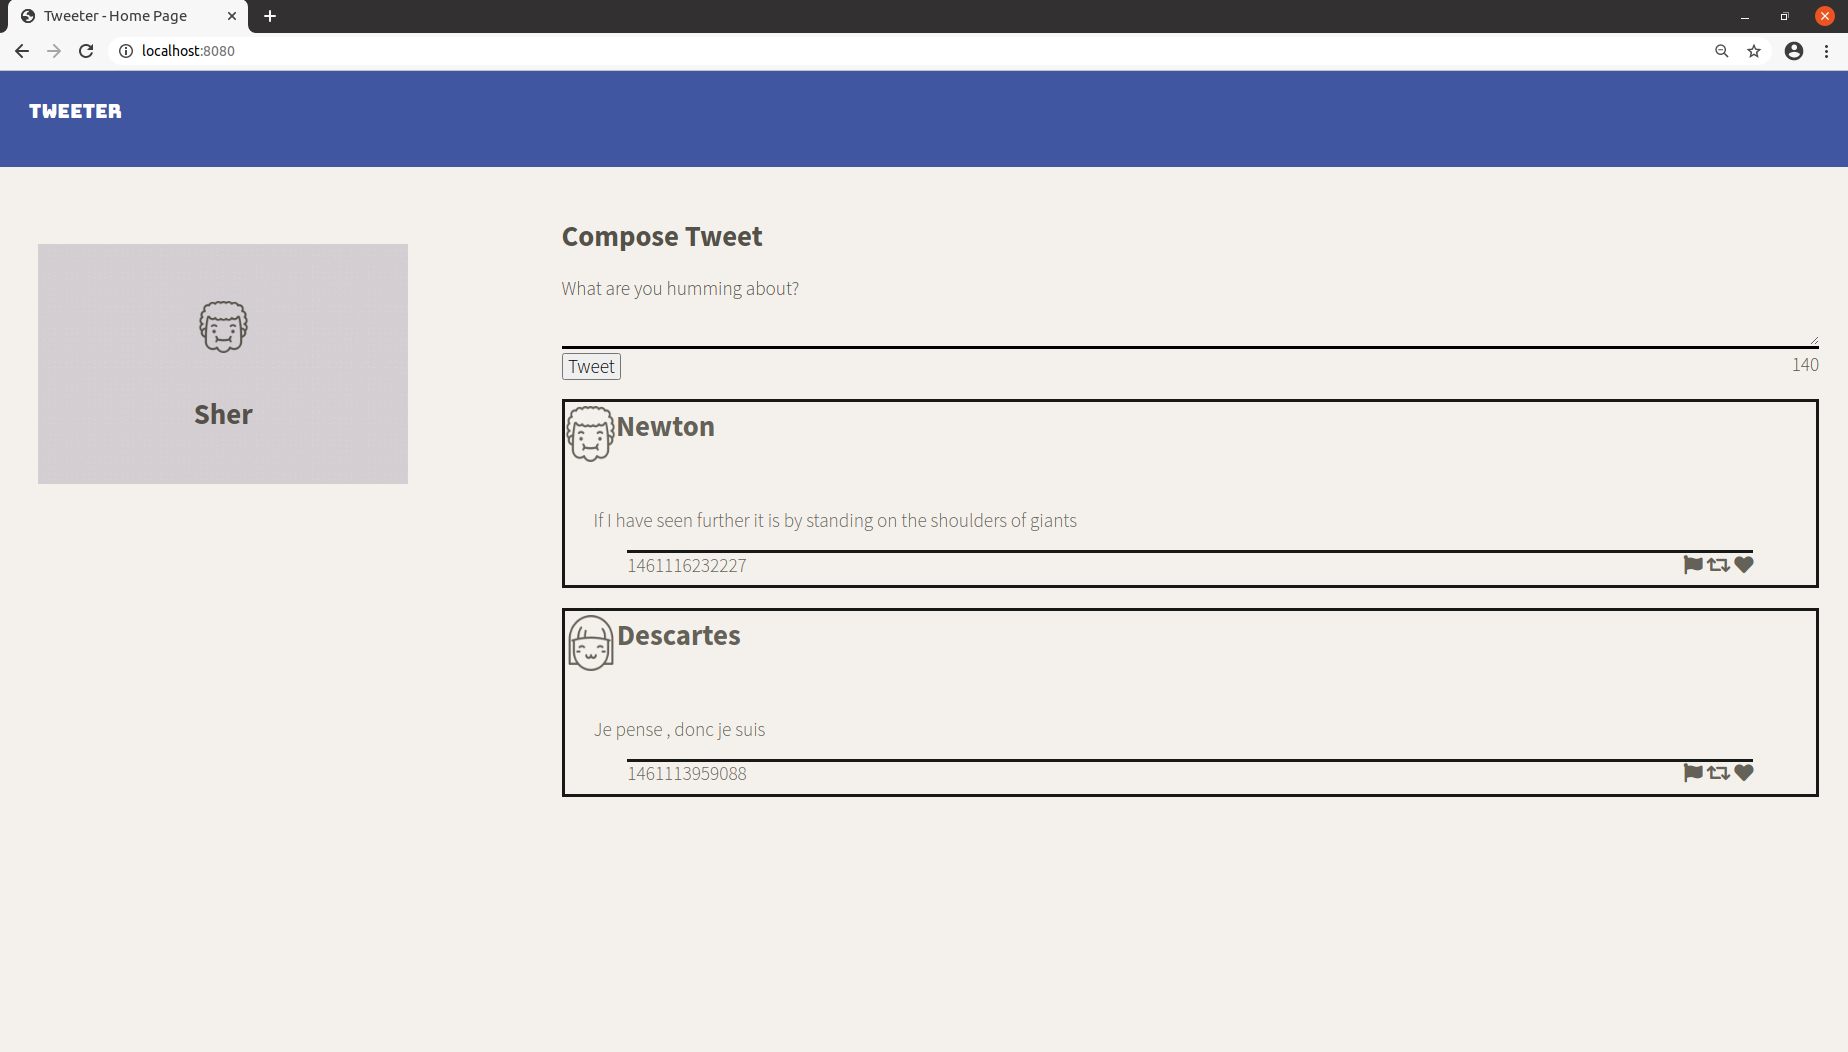 Tweeter - Home Page
localhost:8080
TWEETER
Sher
Compose Tweet
What are you humming about?
Tweet
140
Newton
If I have seen further it is by standing on the shoulders of giants
1461116232227
Descartes
Je pense , donc je suis
1461113959088